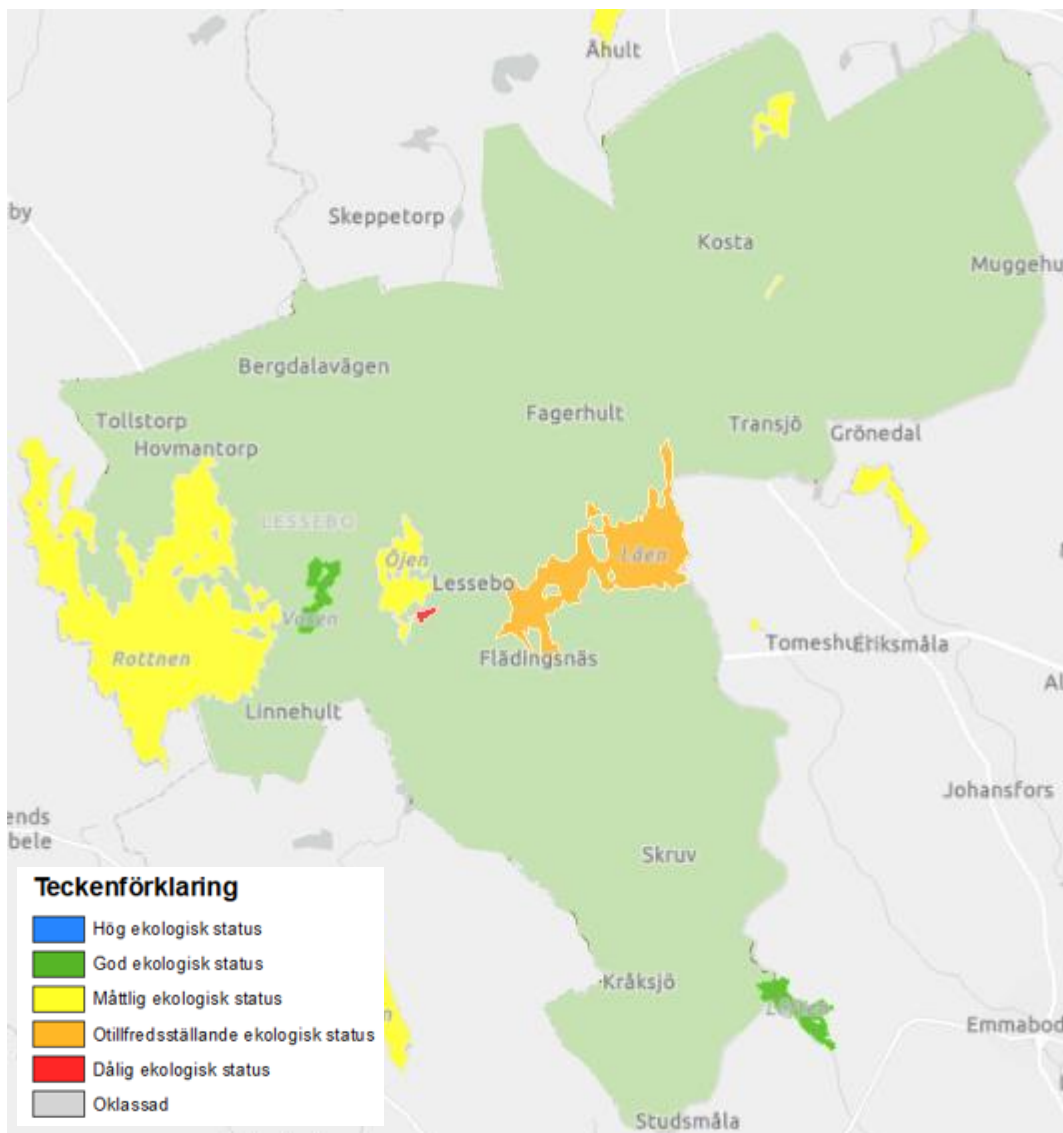 Åhult
by
Skeppetorp
Kosta
Muggehu
Bergdalavägen
Fagerhult
Tollstorp
Transjö
Grönedal
Hovmantorp
LESSEBO
Öjen
Läen
Lessebo
Vasen
Rottnen
Flädingsnäs
Tomeshu
Eriksmåla
Al
Linnehult
Johansfors
ends
bele
Skruv
Kråksjö
Emmabod
Studsmåla
n
Teckenförklaring
Hög ekologisk status
God ekologisk status
Måttlig ekologisk status
Otillfredsställande ekologisk status
Dålig ekologisk status
Oklassad